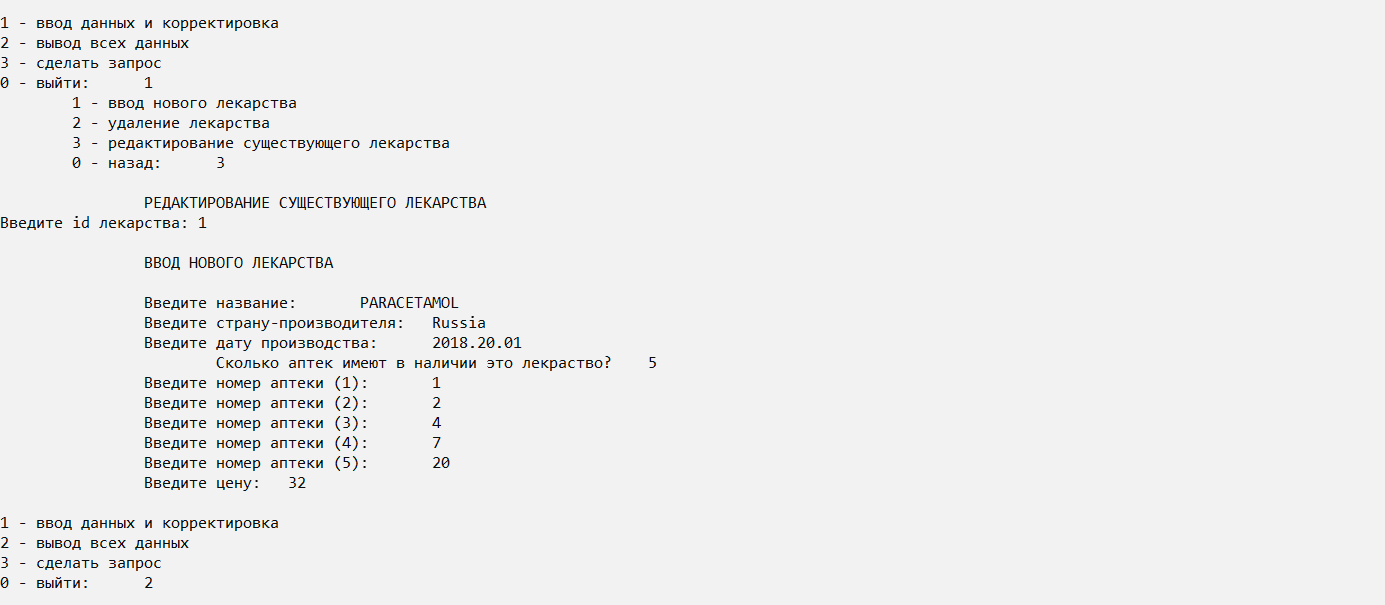 1 - ввод данных и корректировка
2 - вывод всех данных
3 - сделать запрос
0 - выйти: 1
1 - ввод нового лекарства
2 - удаление лекарства
3 - редактирование существующего лекарства
0 - назад: 3
РЕДАКТИРОВАНИЕ СУЩЕСТВУЮЩЕГО ЛЕКАРСТВА
Введите id лекарства: 1
ВВОД НОВОГО ЛЕКАРСТВА
Введите название: PARACETAMOL
Введите страну-производителя: Russia
Введите дату производства: 2018.20.01
Сколько аптек имеют в наличии это лекраство? 5
Введите номер аптеки (1): 1
Введите номер аптеки (2): 2
Введите номер аптеки (3): 4
Введите номер аптеки (4): 7
Введите номер аптеки (5): 20
Введите цену: 32
1 - ввод данных и корректировка
2 - вывод всех данных
3 - сделать запрос
0 - выйти: 2